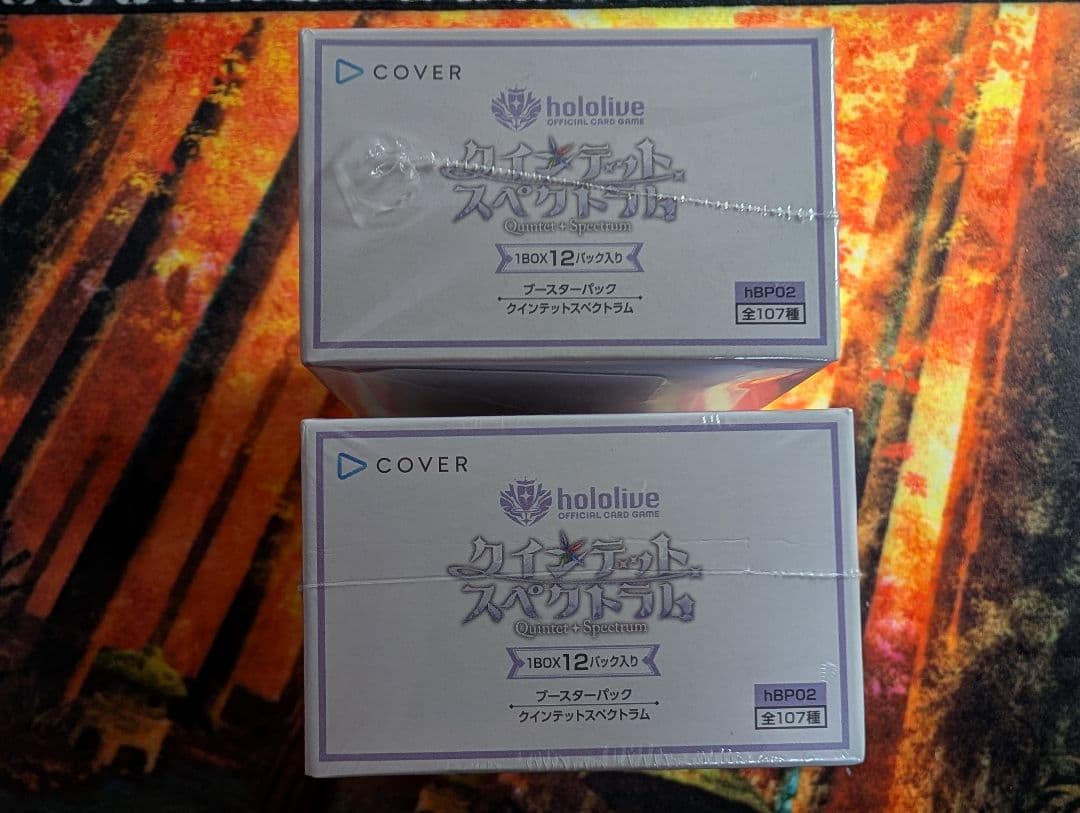 COVER
hololive
OFFICIAL CARD GAME
クインテット
スペクトラム
Quintet+Spectrum
1BOX12パック入り
ブースターパック
クインテットスペクトラム
hBP02
全107種
COVER
hololive
OFFICIAL CARD GAME
クインテット
スペクトラム
Quintet+Spectrum
1BOX12パック入り
ブースターパック
クインテットスペクトラム
hBP02
全107種